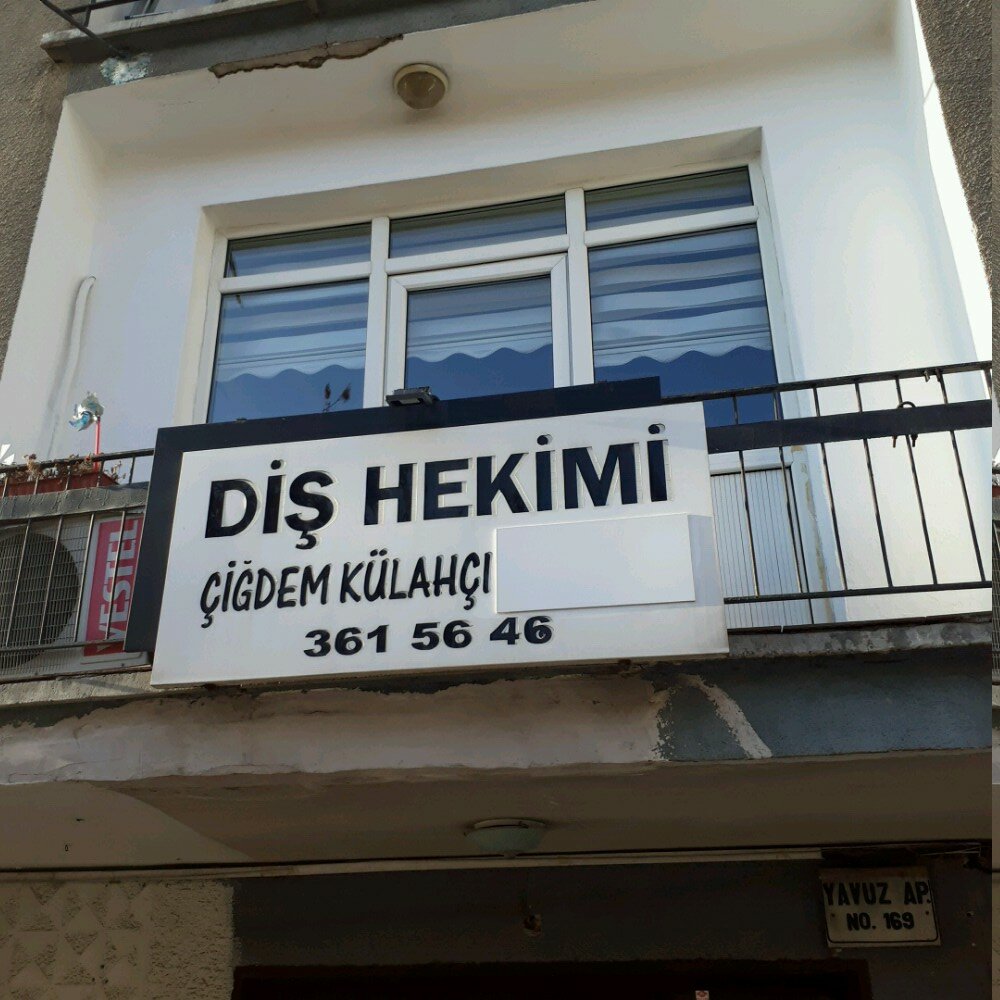 DİŞ HEKİMİ
ÇİĞDEM KÜLAHÇI
361 56 46
VESTEL
YAVUZ AP.
NO. 169